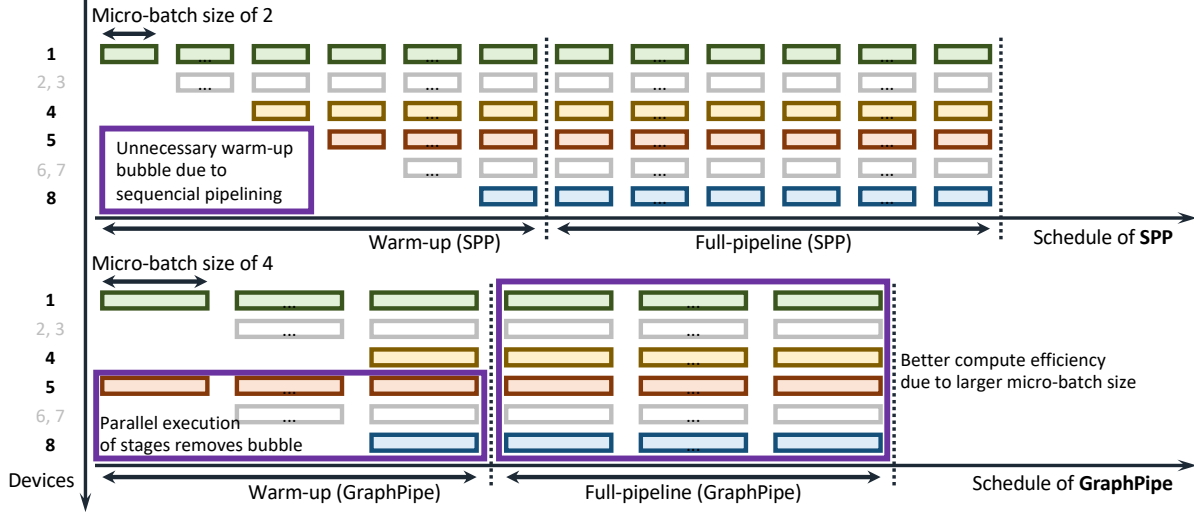 Micro-batch size of 2
1 ... ... ...
2, 3 ... ... ...
4 ... ... ...
5 ... ...
Unnecessary warm-up
bubble due to
sequencial pipelining
6, 7 ... ...
8 ... ...
Warm-up (SPP)
Full-pipeline (SPP)
Schedule of SPP
Micro-batch size of 4
1 ... ...
2, 3 ... ...
4 ...
5 ... ...
6, 7 ... ...
8 ...
Parallel execution
of stages removes bubble
Better compute efficiency
due to larger micro-batch size
Devices
Warm-up (GraphPipe)
Full-pipeline (GraphPipe)
Schedule of GraphPipe